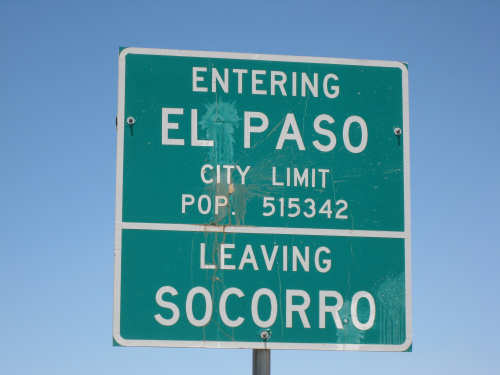 ENTERING
EL PASO
CITY LIMIT
POP. 515342
LEAVING
SOCORRO